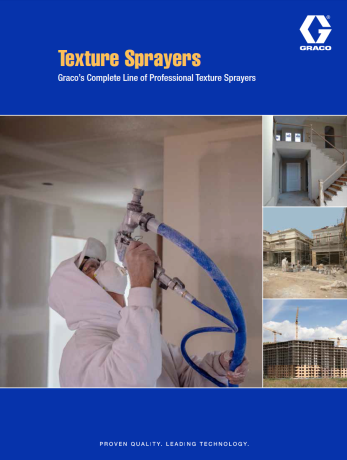 GRACO
Texture Sprayers
Graco's Complete Line of Professional Texture Sprayers
PROVEN QUALITY. LEADING TECHNOLOGY.